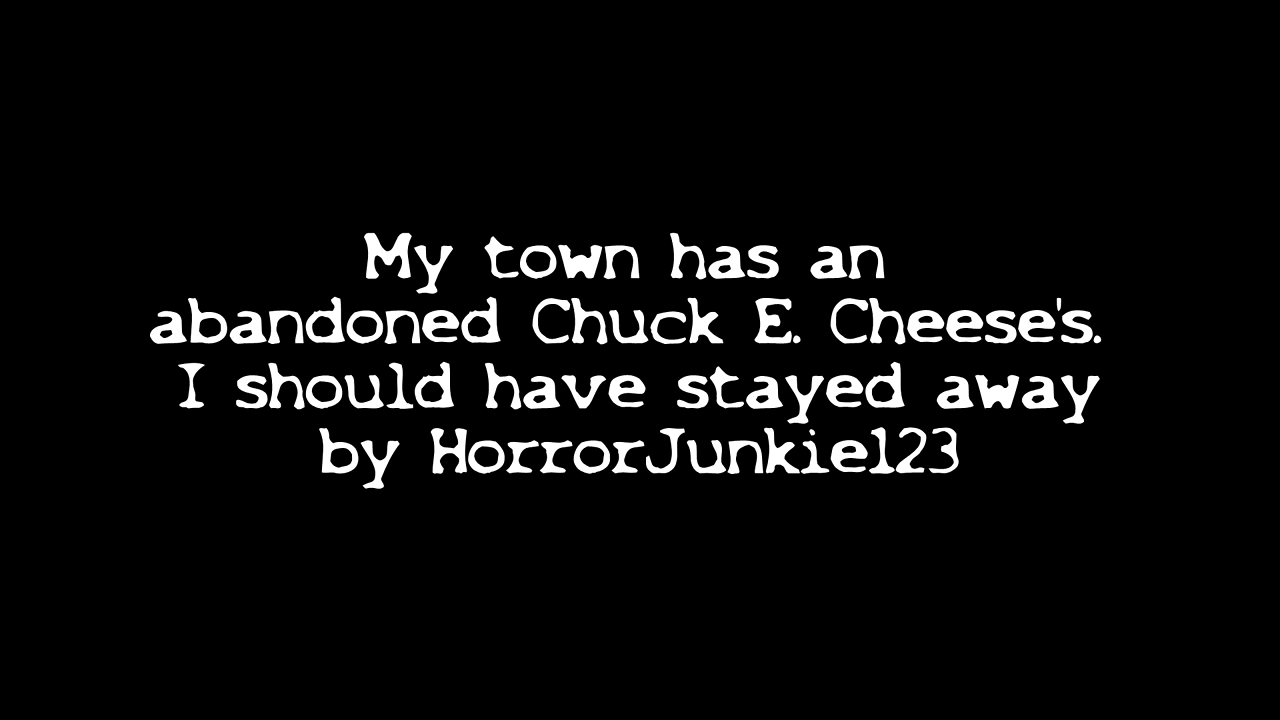 My town has an
abandoned Chuck E. Cheese's.
I should have stayed away
by HorrorJunkie123